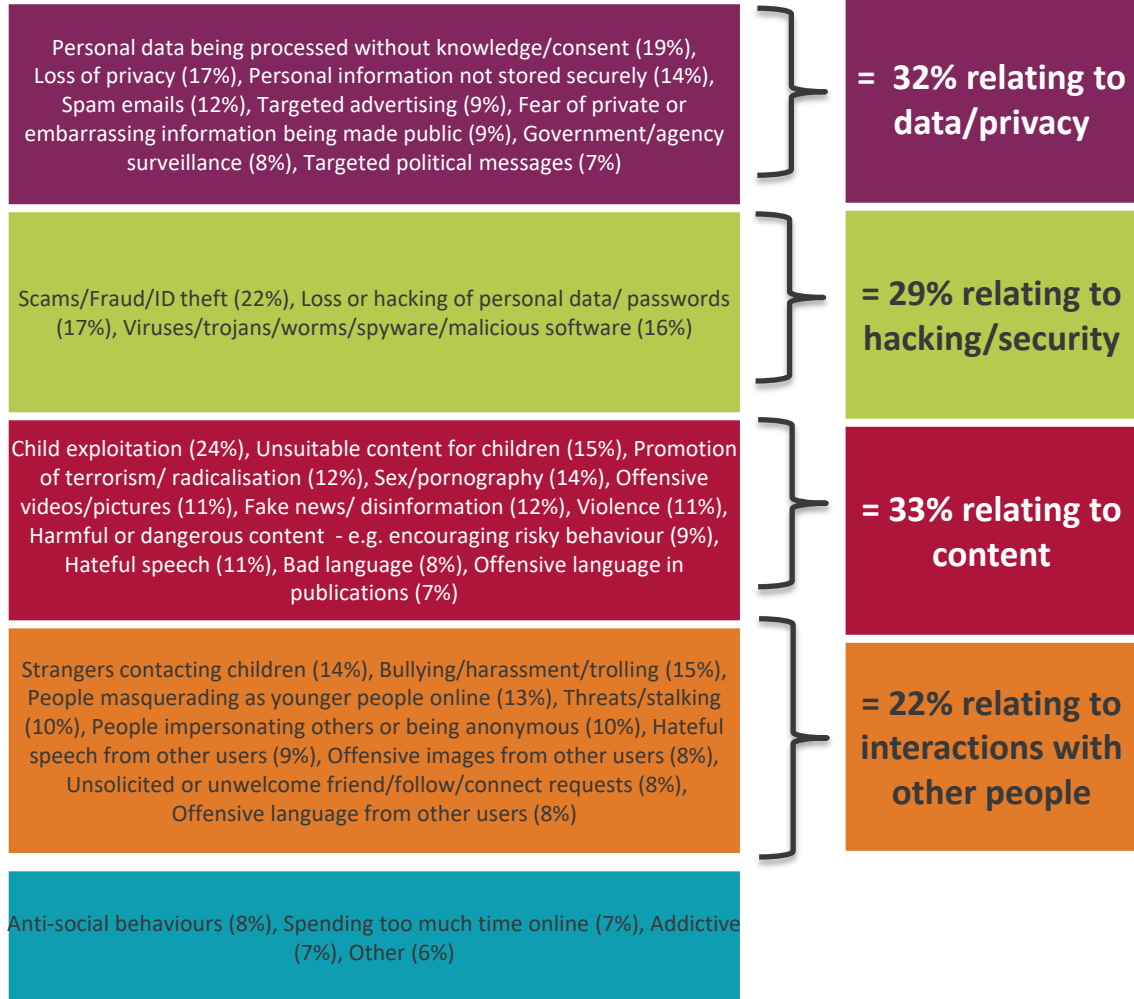 Personal data being processed without knowledge/consent (19%),
Loss of privacy (17%), Personal information not stored securely (14%),
Spam emails (12%), Targeted advertising (9%), Fear of private or
embarrassing information being made public (9%), Government/agency
surveillance (8%), Targeted political messages (7%)
= 32% relating to
data/privacy
Scams/Fraud/ID theft (22%), Loss or hacking of personal data/ passwords
(17%), Viruses/trojans/worms/spyware/malicious software (16%)
= 29% relating to
hacking/security
Child exploitation (24%), Unsuitable content for children (15%), Promotion
of terrorism/ radicalisation (12%), Sex/pornography (14%), Offensive
videos/pictures (11%), Fake news/ disinformation (12%), Violence (11%),
Harmful or dangerous content  - e.g. encouraging risky behaviour (9%),
Hateful speech (11%), Bad language (8%), Offensive language in
publications (7%)
= 33% relating to
content
Strangers contacting children (14%), Bullying/harassment/trolling (15%),
People masquerading as younger people online (13%), Threats/stalking
(10%), People impersonating others or being anonymous (10%), Hateful
speech from other users (9%), Offensive images from other users (8%),
Unsolicited or unwelcome friend/follow/connect requests (8%),
Offensive language from other users (8%)
= 22% relating to
interactions with
other people
Anti-social behaviours (8%), Spending too much time online (7%), Addictive
(7%), Other (6%)